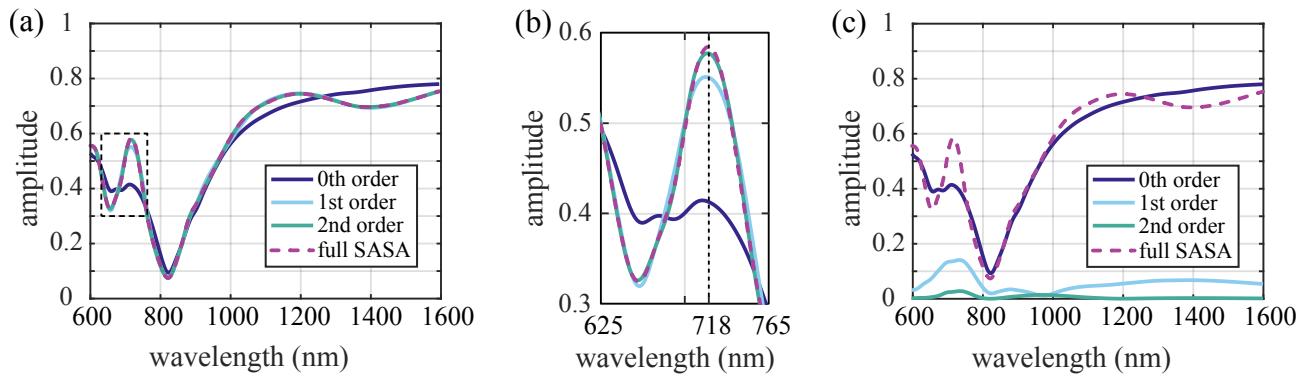 (a)
amplitude
1
0.8
0.6
0.4
0.2
0
0th order
1st order
2nd order
full SASA
600 800 1000 1200 1400 1600
wavelength (nm)
(b)
amplitude
0.6
0.5
0.4
0.3
625 718 765
wavelength (nm)
(c)
amplitude
1
0.8
0.6
0.4
0.2
0
0th order
1st order
2nd order
full SASA
600 800 1000 1200 1400 1600
wavelength (nm)